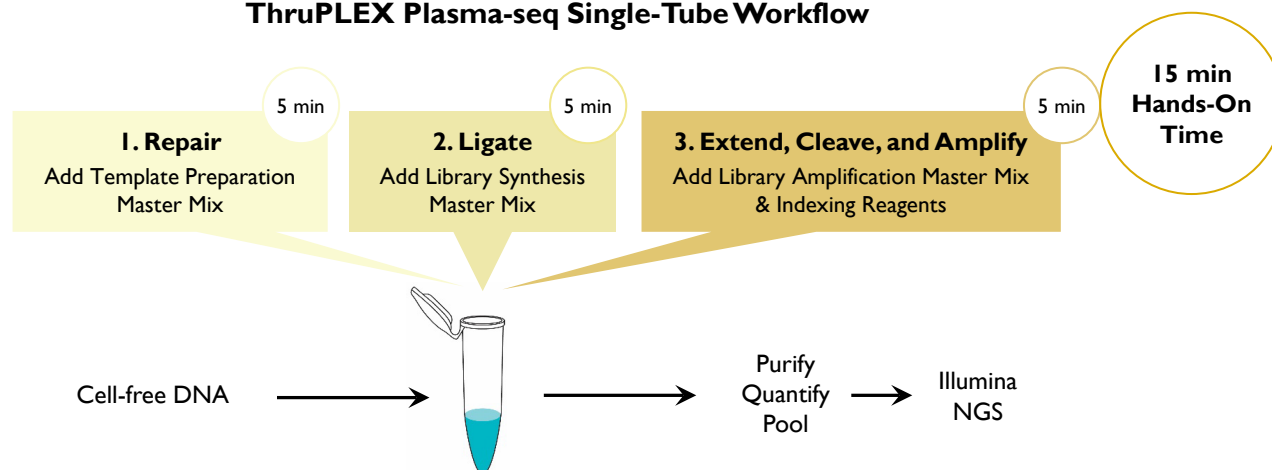 ThruPLEX Plasma-seq Single-Tube Workflow
5 min
5 min
5 min
15 min
Hands-On
Time
1. Repair
Add Template Preparation
Master Mix
2. Ligate
Add Library Synthesis
Master Mix
3. Extend, Cleave, and Amplify
Add Library Amplification Master Mix
& Indexing Reagents
Cell-free DNA
Purify
Quantify
Pool
Illumina
NGS